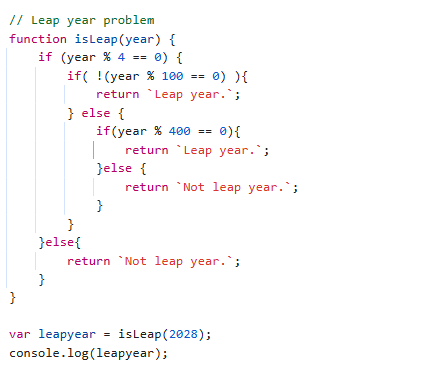 // Leap year problem
function isLeap(year) {
    if (year % 4 == 0) {
        if( !(year % 100 == 0) ){
            return `Leap year.`;
        } else {
            if(year % 400 == 0){
                return `Leap year.`;
            }else {
                return `Not leap year.`;
            }
        }
    }else{
        return `Not leap year.`;
    }
}

var leapyear = isLeap(2028);
console.log(leapyear);